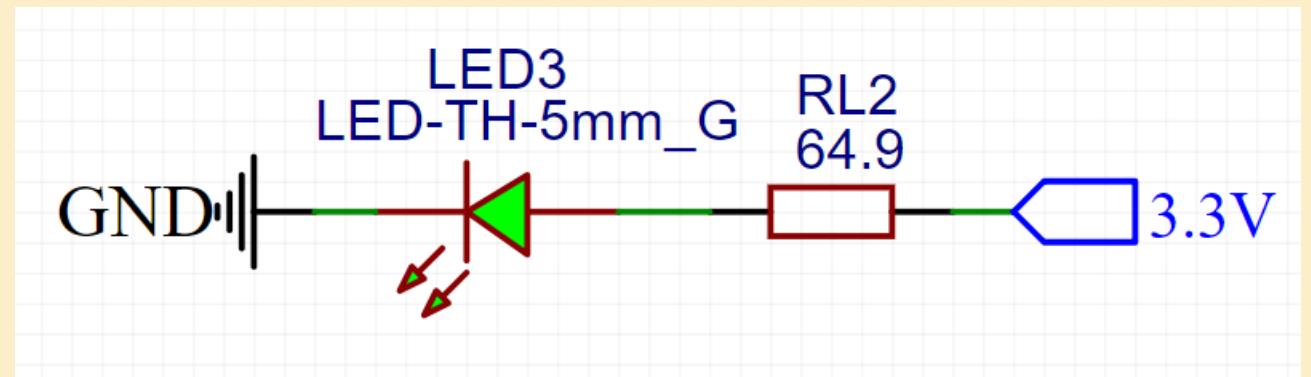 LED3
LED-TH-5mm_G
RL2
64.9
GND
3.3V